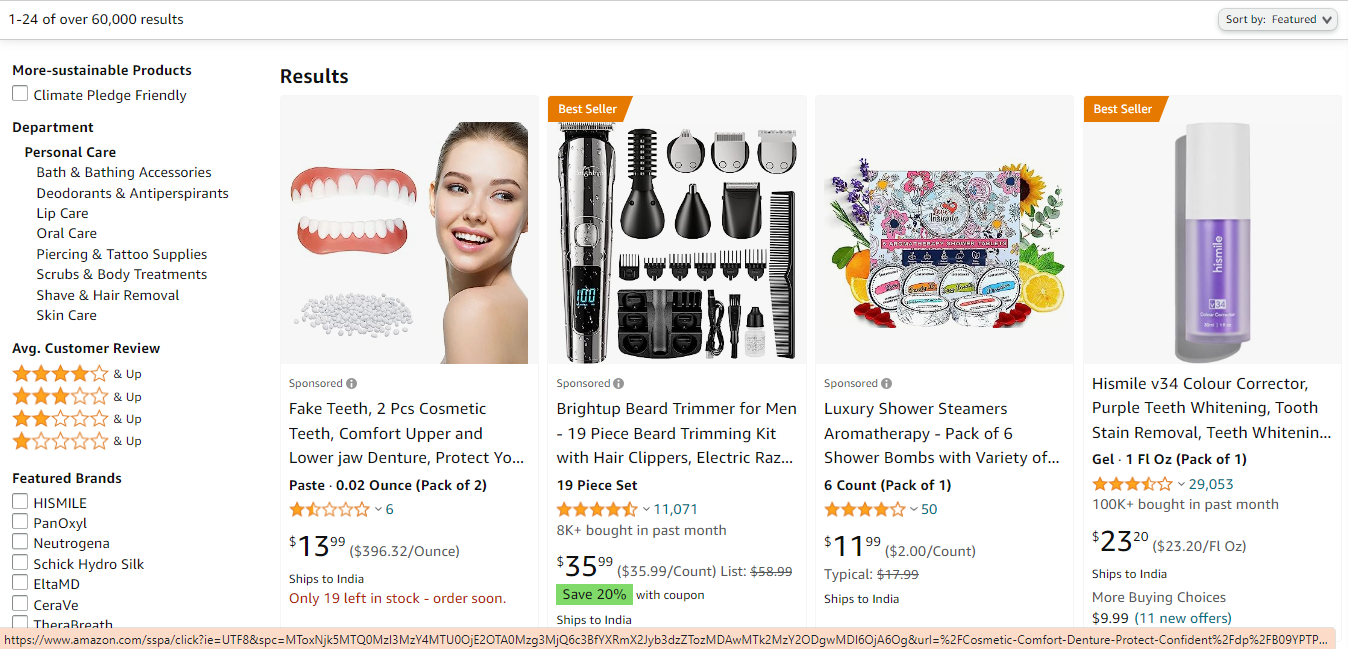 1-24 of over 60,000 results
Sort by: Featured
More-sustainable Products
Climate Pledge Friendly
Department
Personal Care
Bath & Bathing Accessories
Deodorants & Antiperspirants
Lip Care
Oral Care
Piercing & Tattoo Supplies
Scrubs & Body Treatments
Shave & Hair Removal
Skin Care
Avg. Customer Review
& Up
& Up
& Up
& Up
Featured Brands
HISMILE
PanOxyl
Neutrogena
Schick Hydro Silk
EltaMD
CeraVe
TheraBreath
Results
Sponsored
Fake Teeth, 2 Pcs Cosmetic
Teeth, Comfort Upper and
Lower jaw Denture, Protect Yo...
Paste · 0.02 Ounce (Pack of 2)
6
$13.99 ($396.32/Ounce)
Ships to India
Only 19 left in stock - order soon.
Best Seller
100
Sponsored
Brightup Beard Trimmer for Men
- 19 Piece Beard Trimming Kit
with Hair Clippers, Electric Raz...
19 Piece Set
11,071
8K+ bought in past month
$35.99 ($35.99/Count) List: $58.99
Save 20% with coupon
Ships to India
Love
6 AROMATHERAPY SHOWER TABLETS
Sponsored
Luxury Shower Steamers
Aromatherapy - Pack of 6
Shower Bombs with Variety of...
6 Count (Pack of 1)
50
$11.99 ($2.00/Count)
Typical: $17.99
Ships to India
Best Seller
hismile
v34
Colour Corrector
Hismile v34 Colour Corrector,
Purple Teeth Whitening, Tooth
Stain Removal, Teeth Whitenin...
Gel · 1 Fl Oz (Pack of 1)
29,053
100K+ bought in past month
$23.20 ($23.20/Fl Oz)
Ships to India
More Buying Choices
$9.99 (11 new offers)
https://www.amazon.com/sspa/click?ie=UTF8&spc=MToxNjk5MTQ0MzI3MzY4MTU0OjE2OTA0Mzg3MjQ6c3BfYXRmX2Jyb3dzZTozMDAwMTk2MzY2ODgwMDI6OjA6Og&url=%2FCosmetic-Comfort-Denture-Protect-Confident%2Fdp%2FB09YPTP...